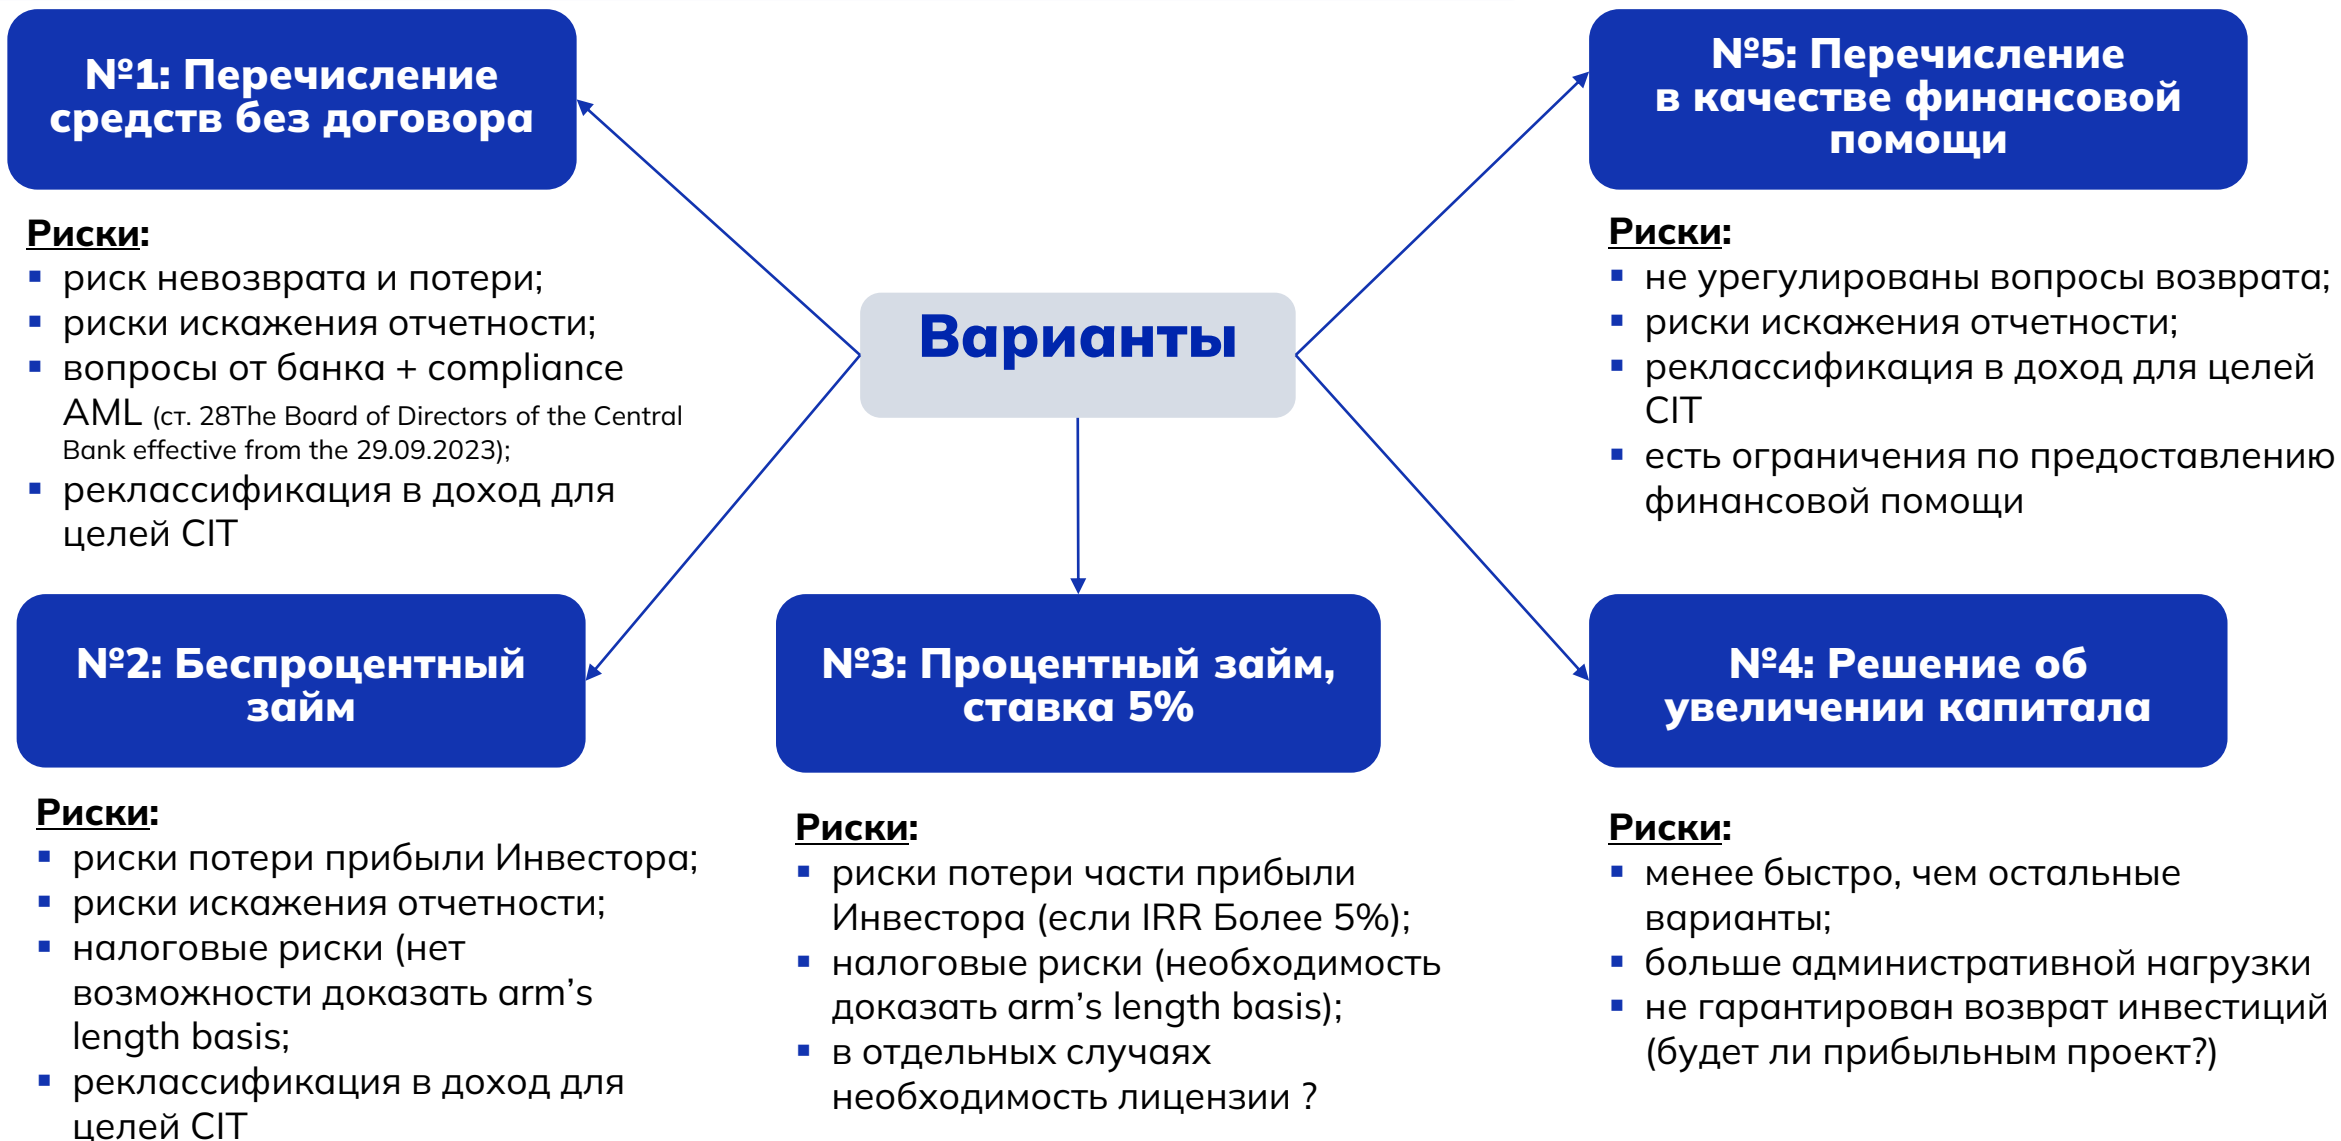 №1: Перечисление
средств без договора
Риски:
риск невозврата и потери;
риски искажения отчетности;
вопросы от банка + compliance
AML (ст. 28The Board of Directors of the Central
Bank effective from the 29.09.2023);
реклассификация в доход для
целей CIT
Варианты
№5: Перечисление
в качестве финансовой
помощи
Риски:
не урегулированы вопросы возврата;
риски искажения отчетности;
реклассификация в доход для целей
CIT
есть ограничения по предоставлению
финансовой помощи
№2: Беспроцентный
займ
Риски:
риски потери прибыли Инвестора;
риски искажения отчетности;
налоговые риски (нет
возможности доказать arm’s
length basis;
реклассификация в доход для
целей CIT
№3: Процентный займ,
ставка 5%
Риски:
риски потери части прибыли
Инвестора (если IRR Более 5%);
налоговые риски (необходимость
доказать arm’s length basis);
в отдельных случаях
необходимость лицензии ?
№4: Решение об
увеличении капитала
Риски:
менее быстро, чем остальные
варианты;
больше административной нагрузки
не гарантирован возврат инвестиций
(будет ли прибыльным проект?)